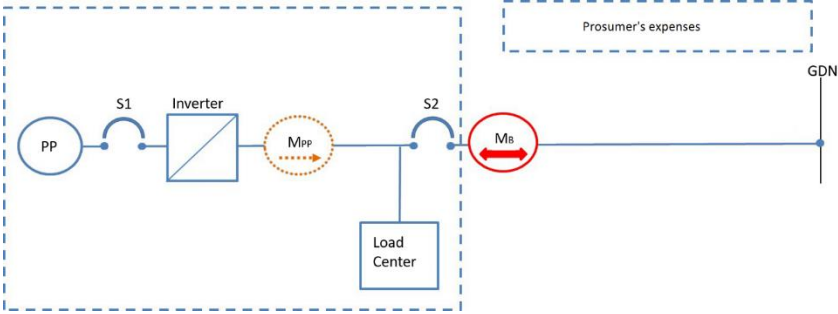 Prosumer's expenses
GDN
S1
Inverter
S2
PP
MPP
MB
Load
Center